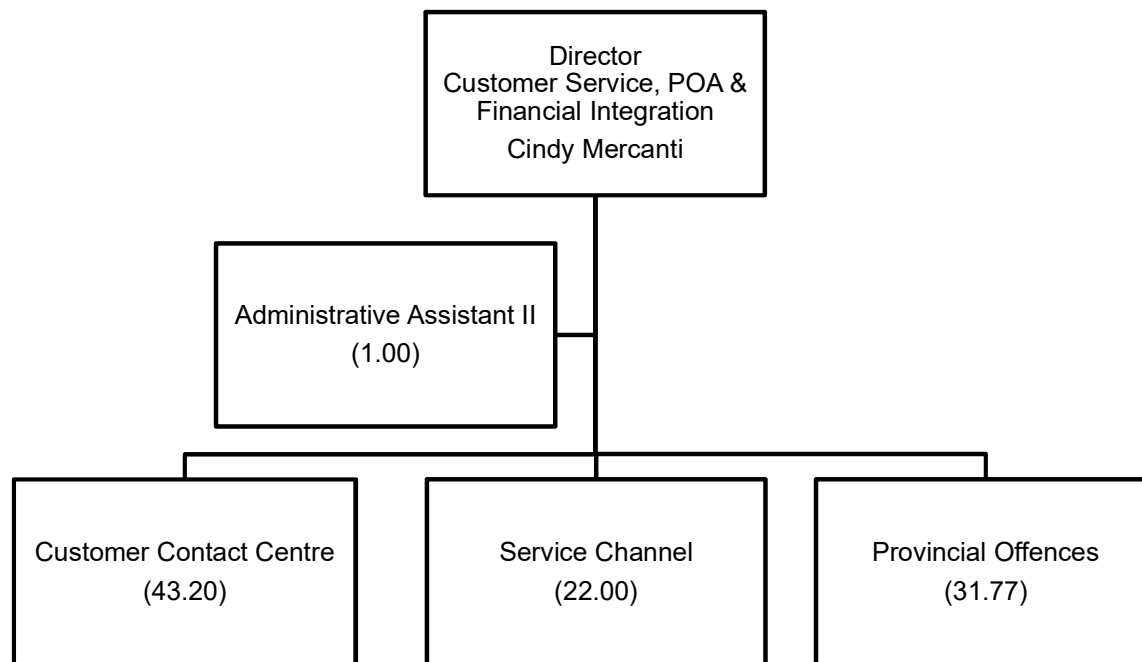 Director
Customer Service, POA &
Financial Integration
Cindy Mercanti
Administrative Assistant II
(1.00)
Customer Contact Centre
(43.20)
Service Channel
(22.00)
Provincial Offences
(31.77)